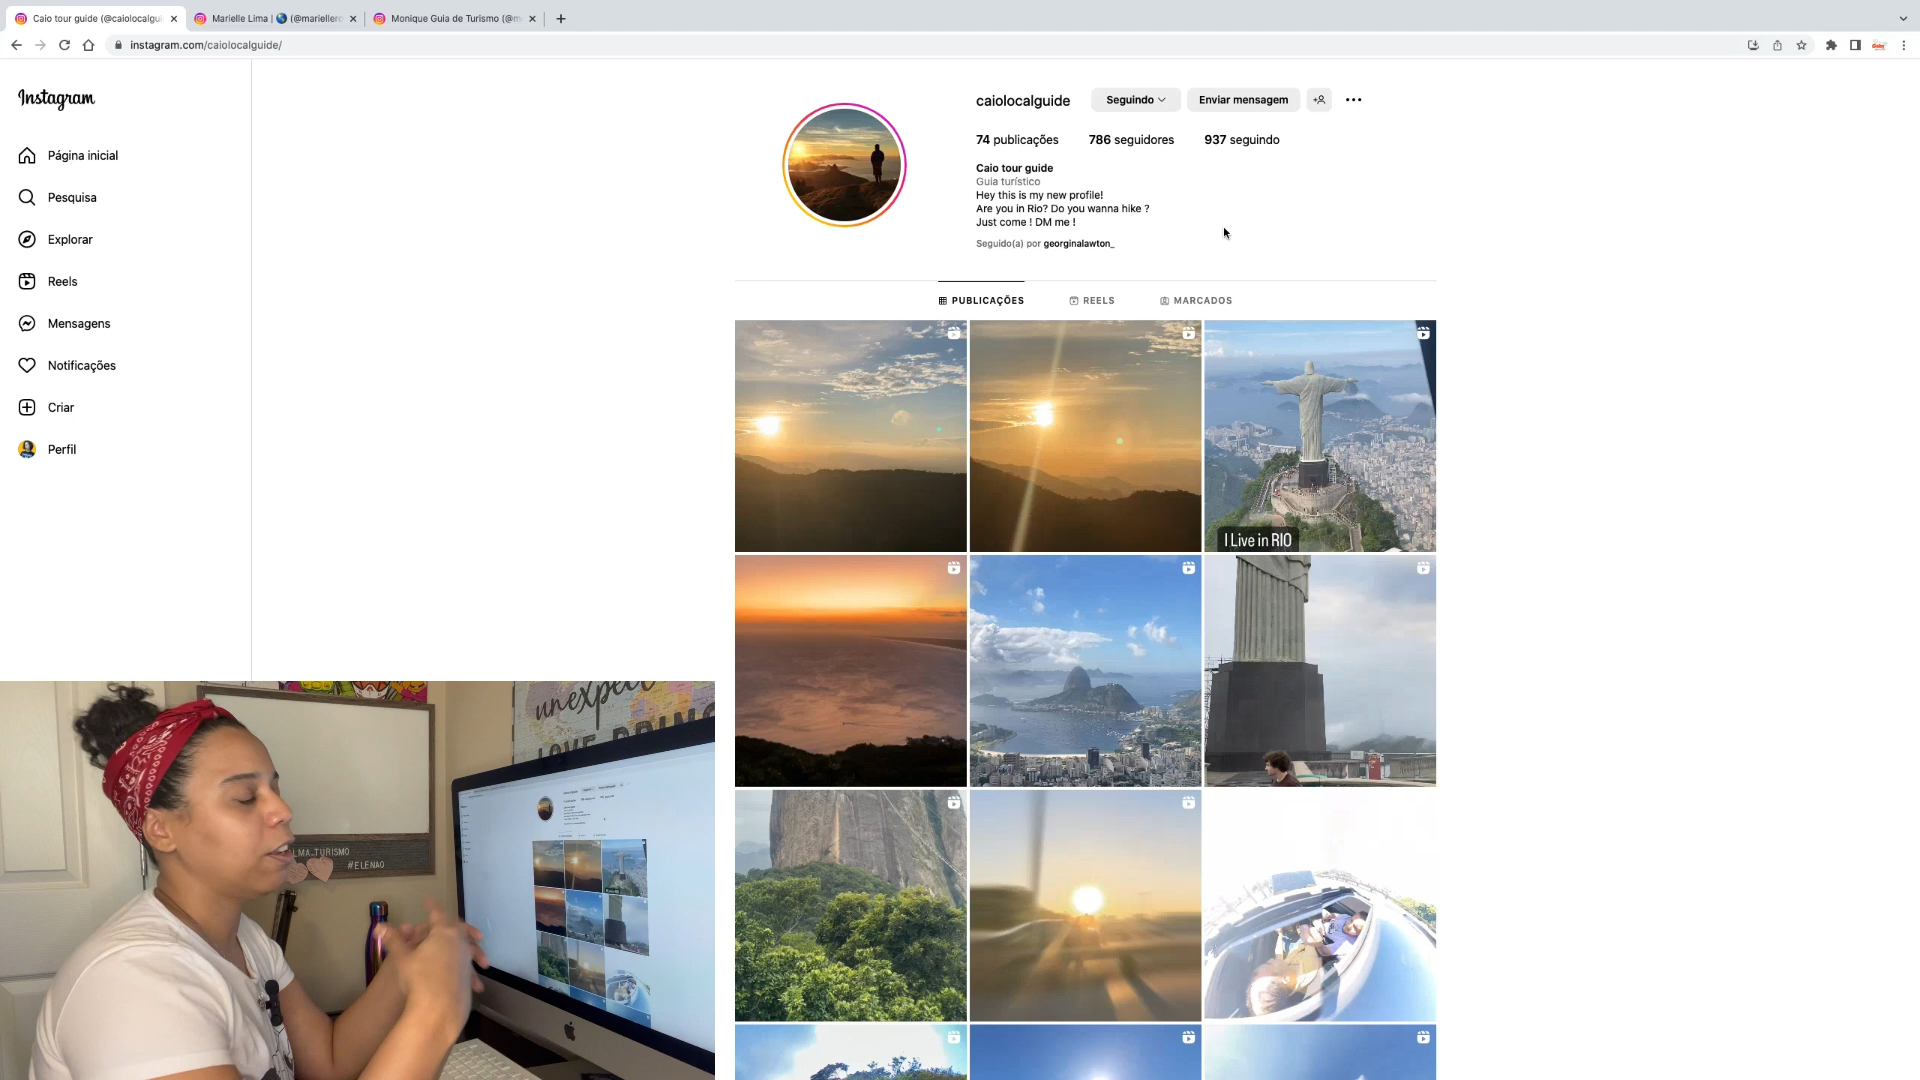 Caio tour guide (@caiolocalgui
Marielle Lima | 🌎 (@mariellero
Monique Guia de Turismo (@m
instagram.com/caiolocalguide/
Instagram
Página inicial
Pesquisa
Explorar
Reels
Mensagens
Notificações
Criar
Perfil
caiolocalguide
Seguindo
Enviar mensagem
74 publicações 786 seguidores 937 seguindo
Caio tour guide
Guia turístico
Hey this is my new profile!
Are you in Rio? Do you wanna hike ?
Just come ! DM me !
Seguido(a) por georginalawton_
PUBLICAÇÕES
REELS
MARCADOS
I Live in RIO
unexpec
LMA.TURISMO
#ELENAO